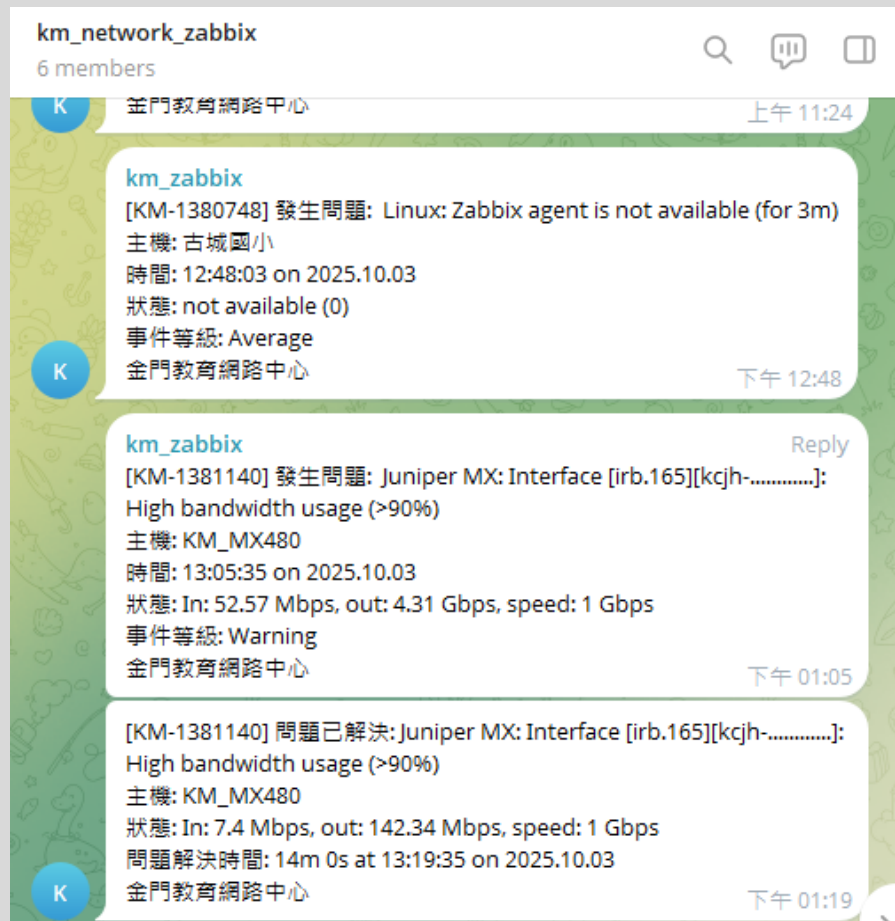 km_network_zabbix
6 members
K
金門教育網路中心
上午 11:24
km_zabbix
[KM-1380748] 發生問題: Linux: Zabbix agent is not available (for 3m)
主機: 古城國小
時間: 12:48:03 on 2025.10.03
狀態: not available (0)
事件等級: Average
K
金門教育網路中心
下午 12:48
km_zabbix
Reply
[KM-1381140] 發生問題: Juniper MX: Interface [irb.165][kcjh-............]:
High bandwidth usage (>90%)
主機: KM_MX480
時間: 13:05:35 on 2025.10.03
狀態: In: 52.57 Mbps, out: 4.31 Gbps, speed: 1 Gbps
事件等級: Warning
金門教育網路中心
下午 01:05
[KM-1381140] 問題已解決: Juniper MX: Interface [irb.165][kcjh-............]:
High bandwidth usage (>90%)
主機: KM_MX480
狀態: In: 7.4 Mbps, out: 142.34 Mbps, speed: 1 Gbps
問題解決時間: 14m 0s at 13:19:35 on 2025.10.03
K
金門教育網路中心
下午 01:19